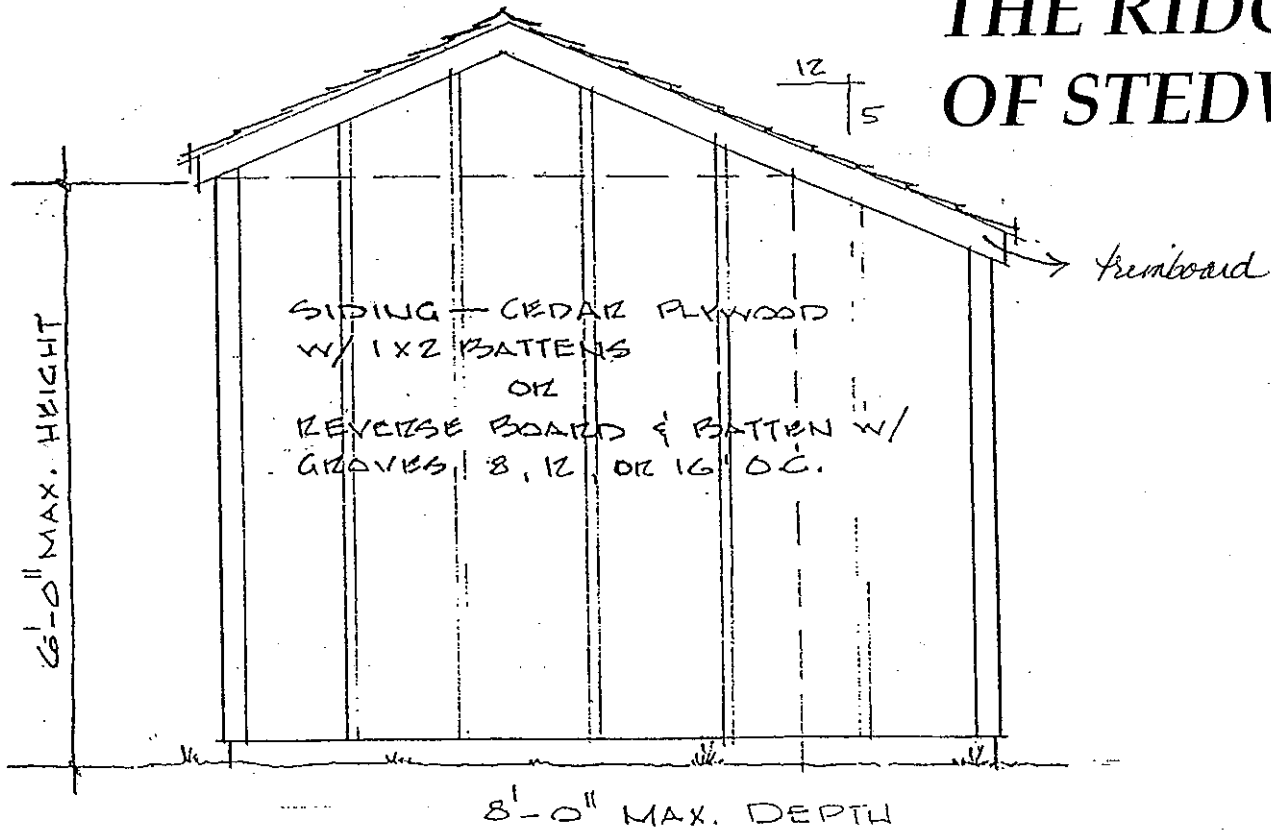 THE RIDG
OF STEDW
12
5
trimboard
SIDING — CEDAR PLYWOOD
W/ 1X2 BATTENS
OR
REVERSE BOARD & BATTEN W/
GROVES, 8, 12 OR 16 O.C.
6'-0" MAX. HEIGHT
8'-0" MAX. DEPTH